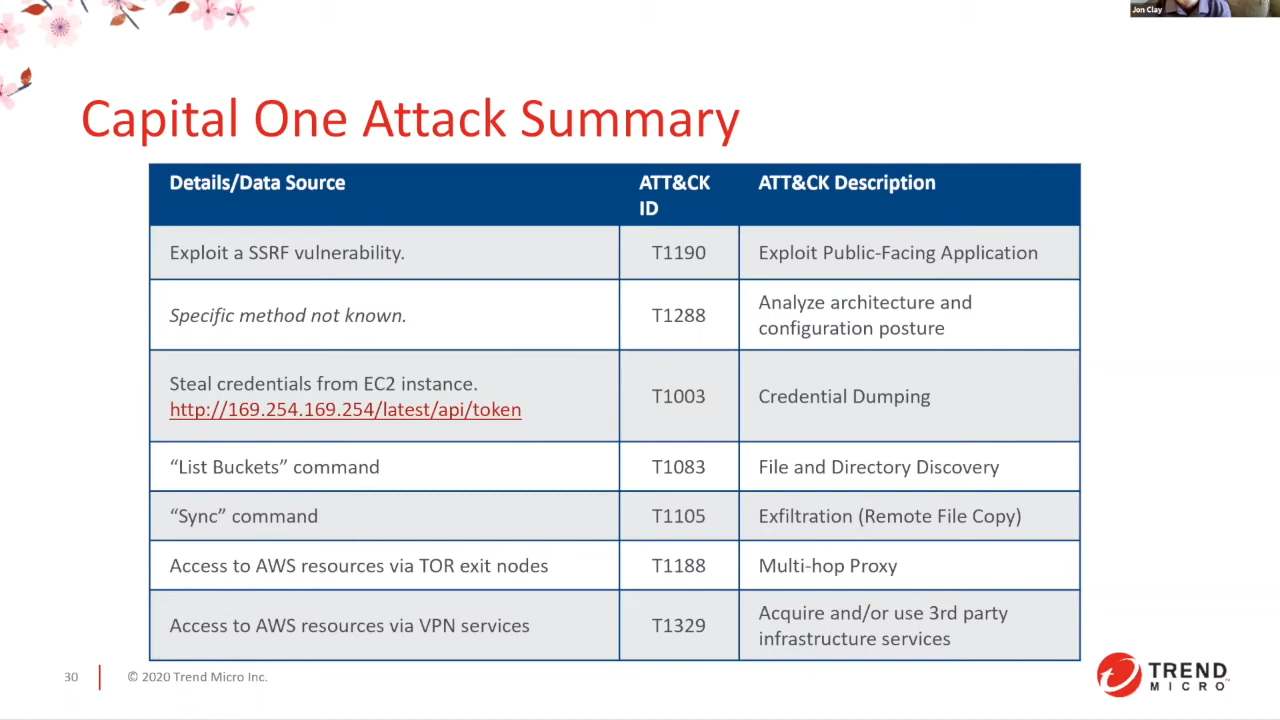 Jon Clay
Capital One Attack Summary
Details/Data Source
ATT&CK
ID
ATT&CK Description
Exploit a SSRF vulnerability.
T1190
Exploit Public-Facing Application
Specific method not known.
T1288
Analyze architecture and
configuration posture
Steal credentials from EC2 instance.
http://169.254.169.254/latest/api/token
T1003
Credential Dumping
“List Buckets” command
T1083
File and Directory Discovery
“Sync” command
T1105
Exfiltration (Remote File Copy)
Access to AWS resources via TOR exit nodes
T1188
Multi-hop Proxy
Access to AWS resources via VPN services
T1329
Acquire and/or use 3rd party
infrastructure services
30
© 2020 Trend Micro Inc.
TREND
MICRO